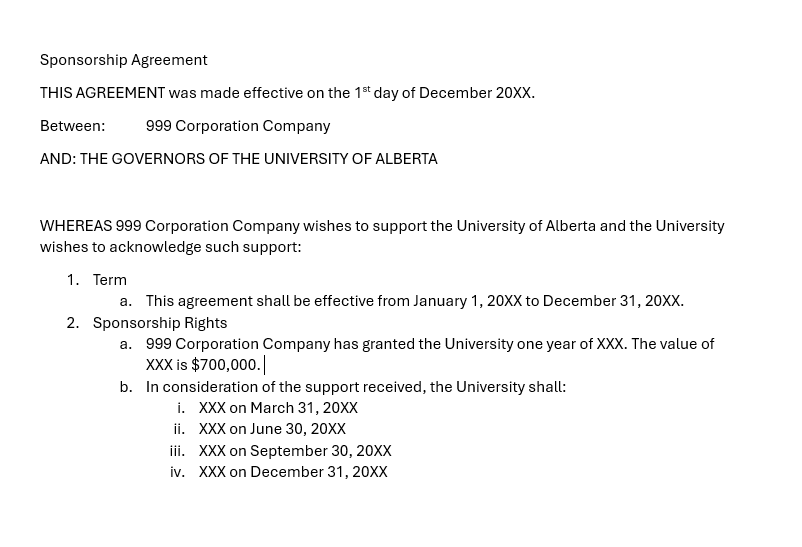 Sponsorship Agreement
THIS AGREEMENT was made effective on the 1st day of December 20XX.
Between: 999 Corporation Company
AND: THE GOVERNORS OF THE UNIVERSITY OF ALBERTA
WHEREAS 999 Corporation Company wishes to support the University of Alberta and the University
wishes to acknowledge such support:
1. Term
a. This agreement shall be effective from January 1, 20XX to December 31, 20XX.
2. Sponsorship Rights
a. 999 Corporation Company has granted the University one year of XXX. The value of
XXX is $700,000.
b. In consideration of the support received, the University shall:
i. XXX on March 31, 20XX
ii. XXX on June 30, 20XX
iii. XXX on September 30, 20XX
iv. XXX on December 31, 20XX